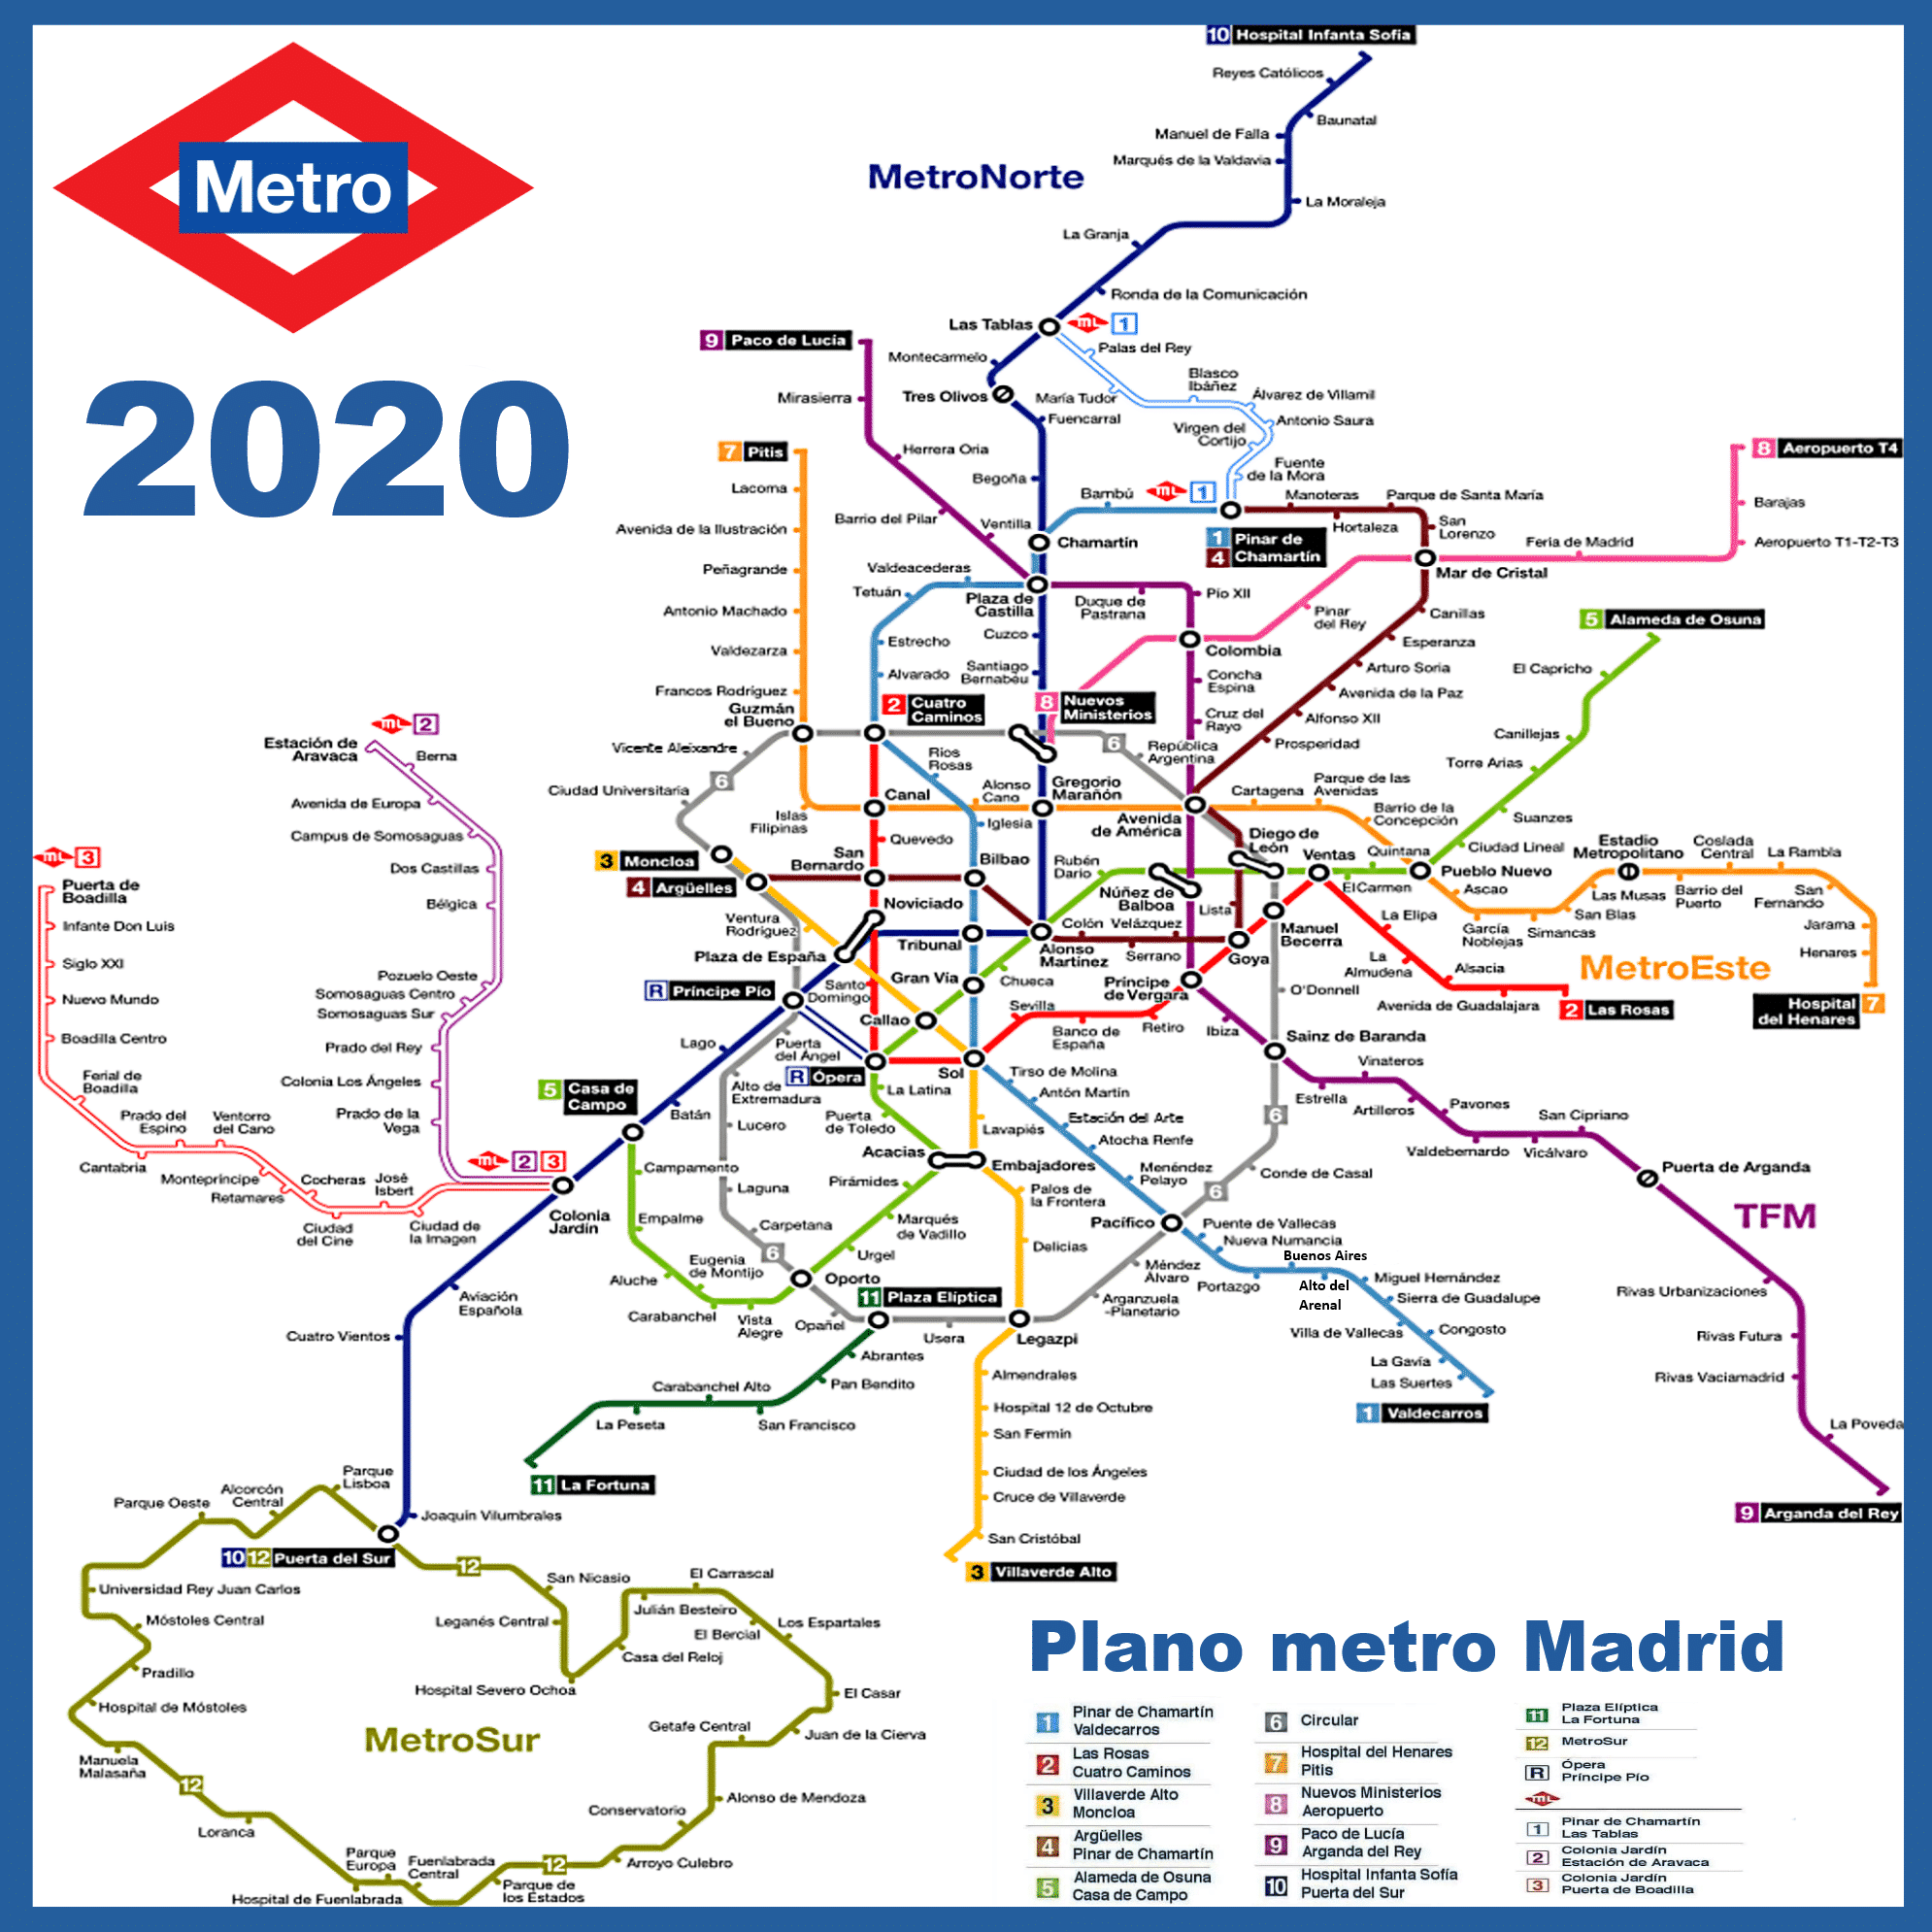 10 Hospital Infanta Sofía
Reyes Católicos
Baunatal
Manuel de Falla
Marqués de la Valdavia
MetroNorte
La Moraleja
La Granja
Ronda de la Comunicación
Metro
2020
Las Tablas
mL 1
9 Paco de Lucía
Palas del Rey
Montecarmelo
Blasco
Ibáñez
Álvarez de Villamil
Mirasierra
Tres Olivos
María Tudor
Fuencarral
Antonio Saura
Virgen del
Cortijo
7 Pitis
Herrera Oria
8 Aeropuerto T4
Begoña
Fuente
de la Mora
Lacoma
Bambú
mL 1
Manoteras
Parque de Santa María
Barajas
Avenida de la Ilustración
Barrio del Pilar
Ventilla
Hortaleza
San
Lorenzo
Chamartín
1 Pinar de
4 Chamartín
Feria de Madrid
Aeropuerto T1-T2-T3
Peñagrande
Valdeacederas
Mar de Cristal
Tetuán
Plaza de
Castilla
Duque de
Pastrana
Pío XII
Antonio Machado
Pinar
del Rey
Canillas
5 Alameda de Osuna
Estrecho
Cuzco
Colombia
Esperanza
Valdezarza
Alvarado
Santiago
Bernabéu
Concha
Espina
Arturo Soria
El Capricho
Francos Rodríguez
Avenida de la Paz
2 Cuatro
Caminos
8 Nuevos
Ministerios
Guzmán
el Bueno
Cruz del
Rayo
Alfonso XII
mL 2
Estación de
Aravaca
Berna
Vicente Aleixandre
6
República
Argentina
Prosperidad
Canillejas
Ríos
Rosas
Torre Arias
6
Ciudad Universitaria
Alonso
Cano
Gregorio
Marañón
Cartagena
Parque de las
Avenidas
Avenida de Europa
Canal
Barrio de la
Concepción
Islas
Filipinas
Iglesia
Avenida
de América
Suanzes
Campus de Somosaguas
Quevedo
Diego de
León
Ciudad Lineal
Estadio
Metropolitano
Coslada
Central
La Rambla
mL 3
3 Moncloa
San
Bernardo
Bilbao
Rubén
Darío
Ventas
Quintana
Dos Castillas
Pueblo Nuevo
Puerta de
Boadilla
4 Argüelles
Núñez de
Balboa
El Carmen
Ascao
Las Musas
Barrio del
Puerto
San
Fernando
Bélgica
Noviciado
Lista
La Elipa
San Blas
Infante Don Luis
Ventura
Rodríguez
Colón
Velázquez
Manuel
Becerra
García
Noblejas
Simancas
Jarama
Tribunal
Alonso
Martínez
Serrano
Goya
Henares
Siglo XXI
Plaza de España
La
Almudena
Alsacia
MetroEste
Pozuelo Oeste
Gran Vía
Chueca
Príncipe
de Vergara
O'Donnell
Nuevo Mundo
Somosaguas Centro
R Príncipe Pío
Santo
Domingo
Sevilla
Avenida de Guadalajara
2 Las Rosas
Hospital
del Henares 7
Somosaguas Sur
Callao
Banco de
España
Retiro
Ibiza
Boadilla Centro
Prado del Rey
Lago
Puerta
del Ángel
Sainz de Baranda
Ferial de
Boadilla
Colonia Los Ángeles
R Ópera
Sol
Tirso de Molina
Vinateros
5 Casa de
Campo
Alto de
Extremadura
La Latina
Antón Martín
Estrella
Artilleros
Pavones
Prado del
Espino
Ventorro
del Cano
Prado de la
Vega
Batán
Lucero
Puerta
de Toledo
Lavapiés
Estación del Arte
6
San Cipriano
Atocha Renfe
Valdebernardo
Vicálvaro
Cantabria
mL 2 3
Campamento
Acacias
Embajadores
Menéndez
Pelayo
Conde de Casal
Puerta de Arganda
Montepríncipe
Cocheras
José
Isbert
Laguna
Pirámides
Palos de
la Frontera
6
Retamares
Colonia
Jardín
Empalme
Carpetana
Marqués
de Vadillo
Pacífico
Puente de Vallecas
TFM
Ciudad
del Cine
Ciudad de
la Imagen
Delicias
Nueva Numancia
Eugenia
de Montijo
6
Urgel
Buenos Aires
Aluche
Oporto
Méndez
Álvaro
Portazgo
Alto del
Arenal
Miguel Hernández
Rivas Urbanizaciones
Aviación
Española
11 Plaza Elíptica
Arganzuela
-Planetario
Sierra de Guadalupe
Carabanchel
Vista
Alegre
Opañel
Usera
Legazpi
Villa de Vallecas
Congosto
Cuatro Vientos
Rivas Futura
Abrantes
La Gavía
Almendrales
Las Suertes
Rivas Vaciamadrid
Carabanchel Alto
Pan Bendito
Hospital 12 de Octubre
1 Valdecarros
La Peseta
San Francisco
La Poveda
San Fermín
Parque
Lisboa
11 La Fortuna
Ciudad de los Ángeles
Alcorcón
Central
Cruce de Villaverde
Parque Oeste
Joaquín Vilumbrales
9 Arganda del Rey
San Cristóbal
10 12 Puerta del Sur
12
3 Villaverde Alto
San Nicasio
El Carrascal
Universidad Rey Juan Carlos
Julián Besteiro
Leganés Central
Los Espartales
Móstoles Central
El Bercial
Casa del Reloj
Plano metro Madrid
Pradillo
Hospital Severo Ochoa
El Casar
Hospital de Móstoles
MetroSur
Getafe Central
Juan de la Cierva
Manuela
Malasaña
12
Alonso de Mendoza
Conservatorio
Loranca
Parque
Europa
Fuenlabrada
Central
12
Arroyo Culebro
Hospital de Fuenlabrada
Parque de
los Estados
1 Pinar de Chamartín
Valdecarros
2 Las Rosas
Cuatro Caminos
3 Villaverde Alto
Moncloa
4 Argüelles
Pinar de Chamartín
5 Alameda de Osuna
Casa de Campo
6 Circular
7 Hospital del Henares
Pitis
8 Nuevos Ministerios
Aeropuerto
9 Paco de Lucía
Arganda del Rey
10 Hospital Infanta Sofía
Puerta del Sur
11 Plaza Elíptica
La Fortuna
12 MetroSur
R Ópera
Príncipe Pío
mL
1 Pinar de Chamartín
Las Tablas
2 Colonia Jardín
Estación de Aravaca
3 Colonia Jardín
Puerta de Boadilla